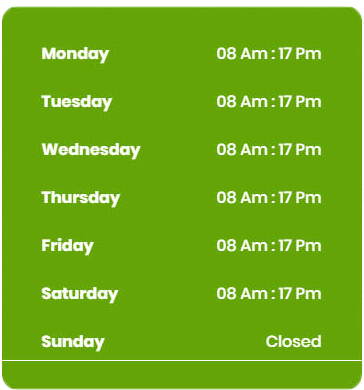 Monday 08 Am : 17 Pm
Tuesday 08 Am : 17 Pm
Wednesday 08 Am : 17 Pm
Thursday 08 Am : 17 Pm
Friday 08 Am : 17 Pm
Saturday 08 Am : 17 Pm
Sunday Closed